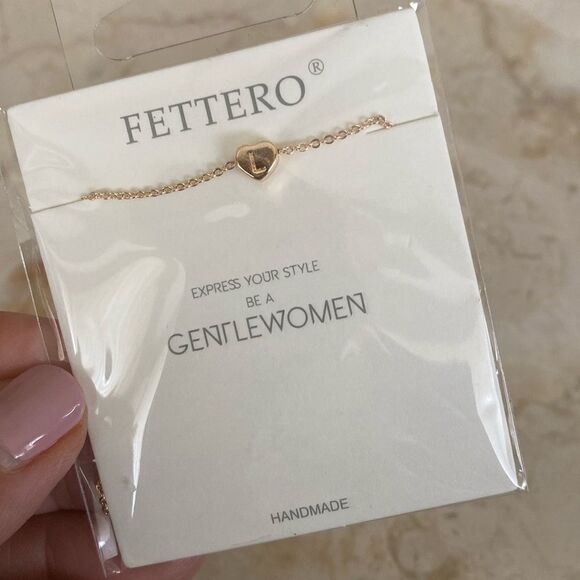 FETTERO®
L
EXPRESS YOUR STYLE
BE A
GENTLEWOMEN
HANDMADE